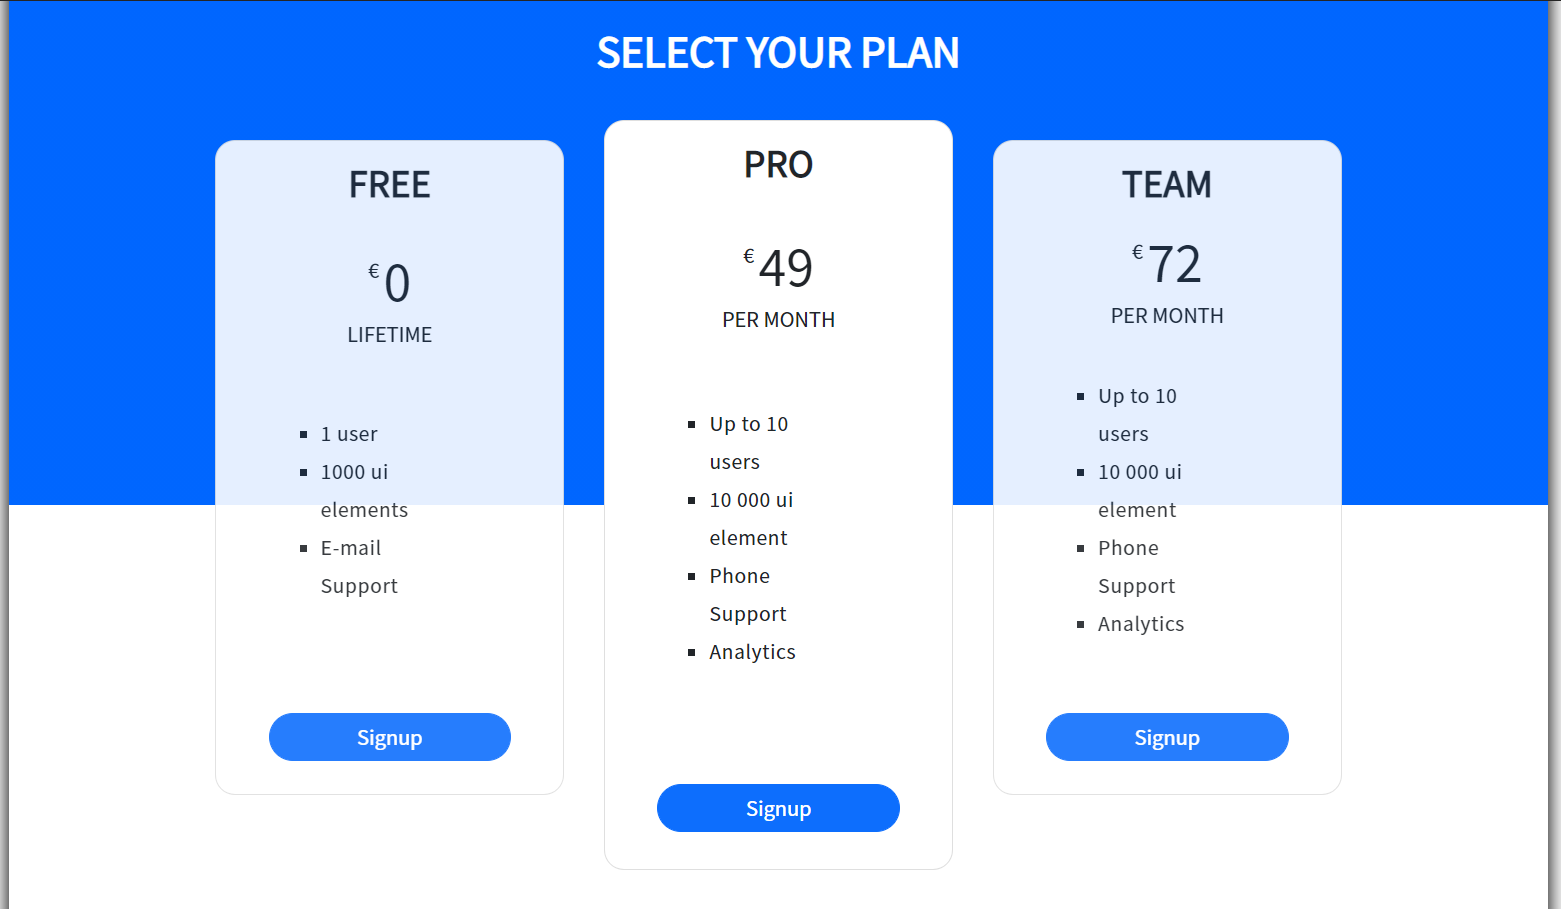 SELECT YOUR PLAN
FREE
€0
LIFETIME
1 user
1000 ui
elements
E-mail
Support
Signup
PRO
€49
PER MONTH
Up to 10
users
10 000 ui
element
Phone
Support
Analytics
Signup
TEAM
€72
PER MONTH
Up to 10
users
10 000 ui
element
Phone
Support
Analytics
Signup